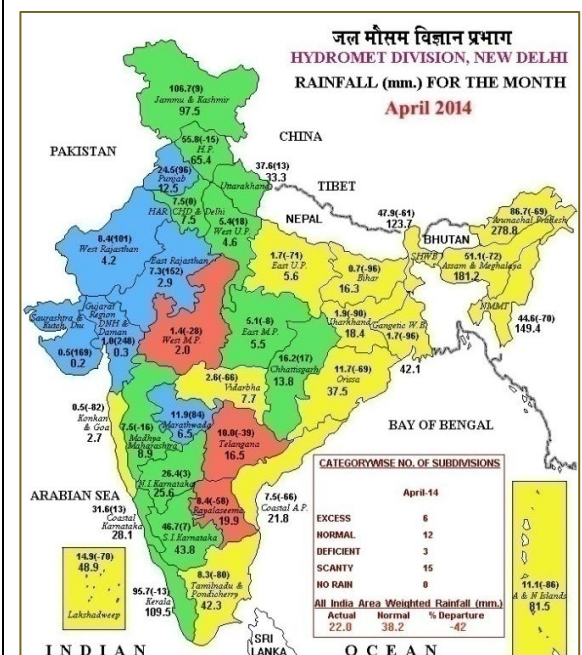 जल मौसम विज्ञान प्रभाग
HYDROMET DIVISION, NEW DELHI
RAINFALL (mm.) FOR THE MONTH
April 2014
106.7(9)
Jammu & Kashmir
97.5
CHINA
PAKISTAN
55.8(-15)
H.P.
65.4
24.5(96)
Punjab
12.5
37.6(13)
33.3
Uttarakhand
TIBET
7.5(0)
HAR. CHD & Delhi
7.5
5.4(18)
West U.P.
4.6
NEPAL
47.9(-61)
123.7
86.7(-69)
Arunachal Pradesh
278.8
BHUTAN
8.4(101)
West Rajasthan
4.2
East Rajasthan
7.3(152)
2.9
1.7(-71)
East U.P.
5.6
0.7(-96)
Bihar
16.3
SHWB
51.1(-72)
Assam & Meghalaya
181.2
NMMT
44.6(-70)
149.4
Saurashtra &
Kutch, Diu
0.5(169)
0.2
Gujarat
Region
DNH &
Daman
1.0(248)
0.3
1.4(-28)
West M.P.
2.0
5.1(-8)
East M.P.
5.5
1.9(-90)
Jharkhand
18.4
Gangetic W.B.
1.7(-96)
42.1
16.2(17)
Chhattisgarh
13.8
11.7(-69)
Orissa
37.5
2.6(-66)
Vidarbha
7.7
0.5(-82)
Konkan
& Goa
2.7
7.5(-16)
Madhya
Maharashtra
8.9
11.9(84)
Marathwada
6.5
10.0(-39)
Telangana
16.5
BAY OF BENGAL
ARABIAN SEA
26.4(3)
N.I.Karnataka
25.6
8.4(-58)
Rayalaseema
19.9
7.5(-66)
Coastal A.P.
21.8
31.6(13)
Coastal
Karnataka
28.1
46.7(7)
S.I.Karnataka
43.8
14.9(-70)
48.9
Lakshadweep
95.7(-13)
Kerala
109.5
8.3(-80)
Tamilnadu &
Pondicherry
42.3
CATEGORYWISE NO. OF SUBDIVISIONS
April-14
EXCESS 6
NORMAL 12
DEFICIENT 3
SCANTY 15
NO RAIN 0
All India Area Weighted Rainfall (mm.)
Actual Normal % Departure
22.0 38.2 -42
11.1(-86)
A & N Islands
81.5
SRI
LANKA
INDIAN OCEAN